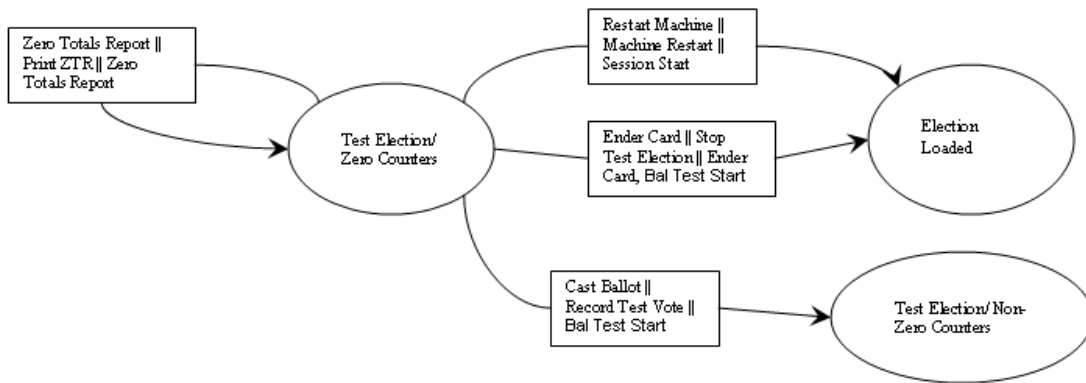 Zero Totals Report ||
Print ZTR || Zero
Totals Report
Test Election/
Zero Counters
Restart Machine ||
Machine Restart ||
Session Start
Ender Card || Stop
Test Election || Ender
Card, Bal Test Start
Election
Loaded
Cast Ballot ||
Record Test Vote ||
Bal Test Start
Test Election/ Non-
Zero Counters